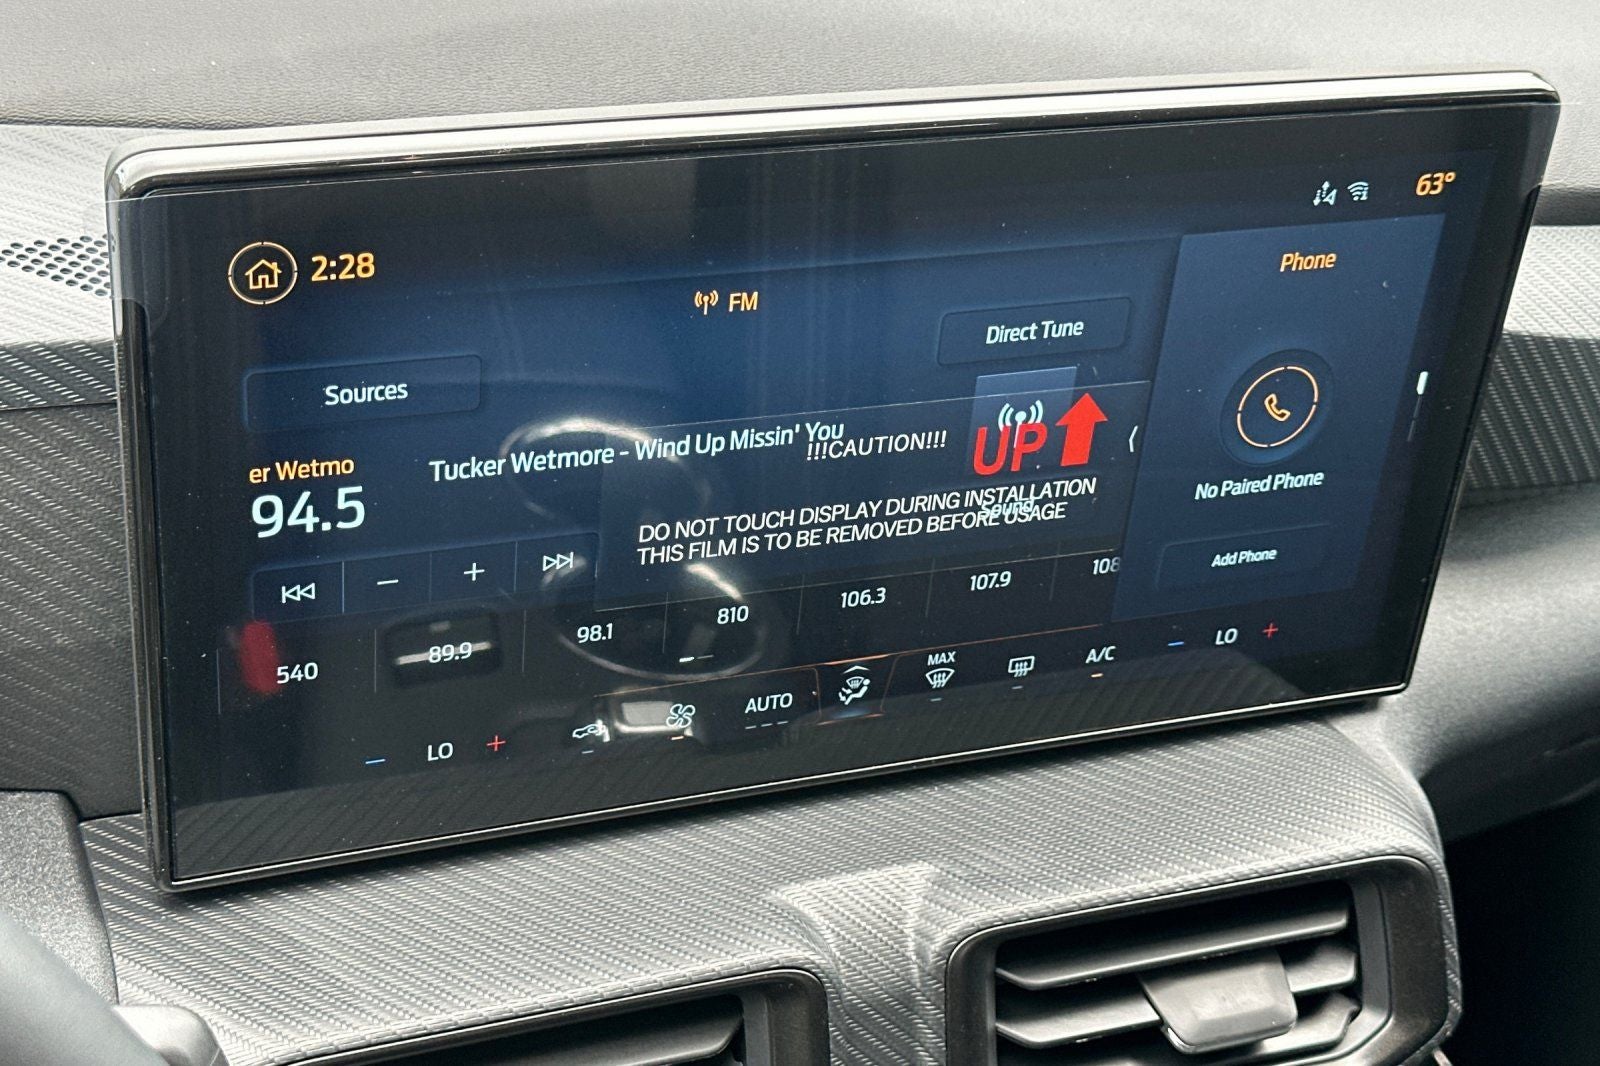 63°
2:28
FM
Phone
Direct Tune
Sources
Tucker Wetmore - Wind Up Missin' You
er Wetmo
94.5
!!!CAUTION!!!
UP
Sound
DO NOT TOUCH DISPLAY DURING INSTALLATION
THIS FILM IS TO BE REMOVED BEFORE USAGE
No Paired Phone
Add Phone
540
89.9
98.1
810
106.3
107.9
108
− LO +
AUTO
MAX
A/C
− LO +